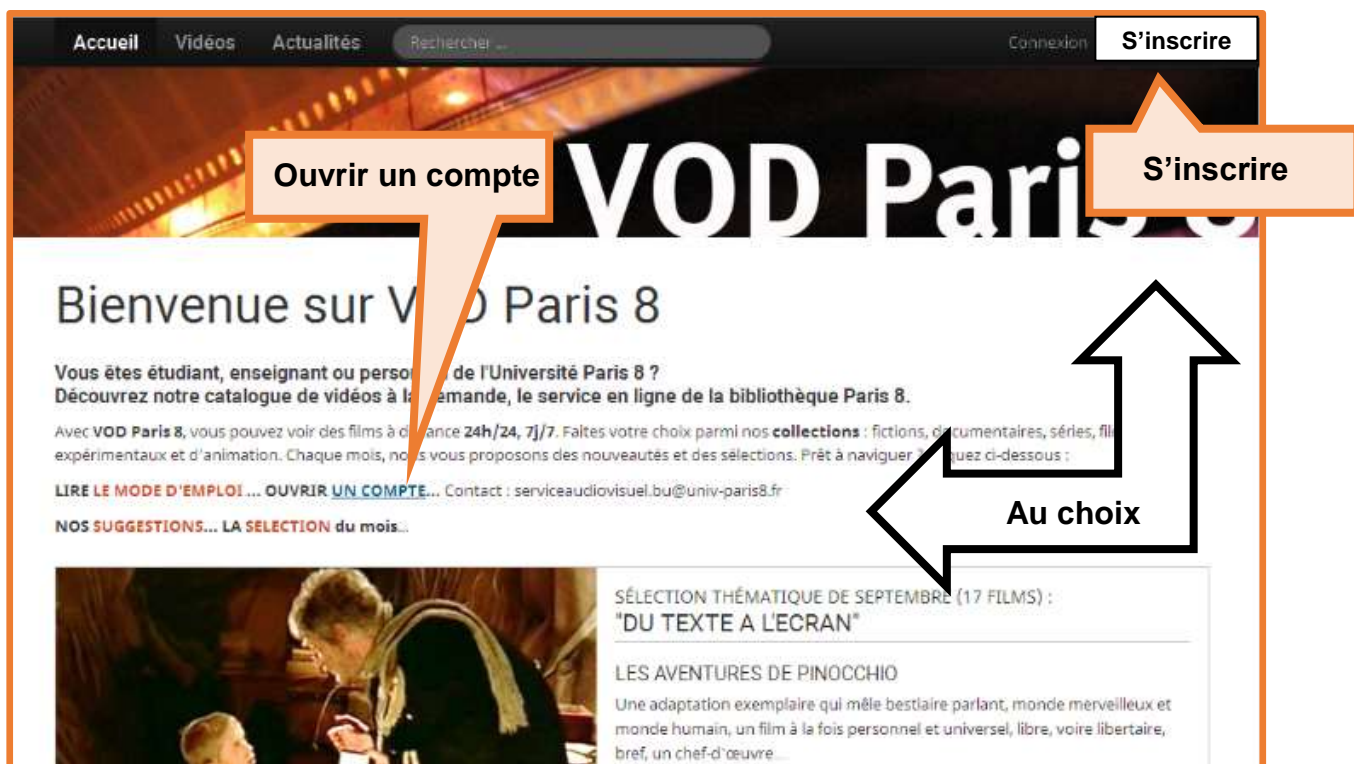 Accueil Vidéos Actualités Rechercher ... Connexion S'inscrire
S'inscrire
Ouvrir un compte
VOD Paris 8
Bienvenue sur VOD Paris 8
Vous êtes étudiant, enseignant ou personnel de l'Université Paris 8 ?
Découvrez notre catalogue de vidéos à la demande, le service en ligne de la bibliothèque Paris 8.
Avec VOD Paris 8, vous pouvez voir des films à distance 24h/24, 7j/7. Faites votre choix parmi nos collections : fictions, documentaires, séries,
expérimentaux et d'animation. Chaque mois, nous vous proposons des nouveautés et des sélections. Prêt à naviguer ? ci-dessous :
LIRE LE MODE D'EMPLOI ... OUVRIR UN COMPTE... Contact : serviceaudiovisuel.bu@univ-paris8.fr
NOS SUGGESTIONS... LA SELECTION du mois...
Au choix
SÉLECTION THÉMATIQUE DE SEPTEMBRE (17 FILMS) :
"DU TEXTE A L'ECRAN"
LES AVENTURES DE PINOCCHIO
Une adaptation exemplaire qui mêle bestiaire parlant, monde merveilleux et
monde humain, un film à la fois personnel et universel, libre, voire libertaire,
bref, un chef-d'œuvre...